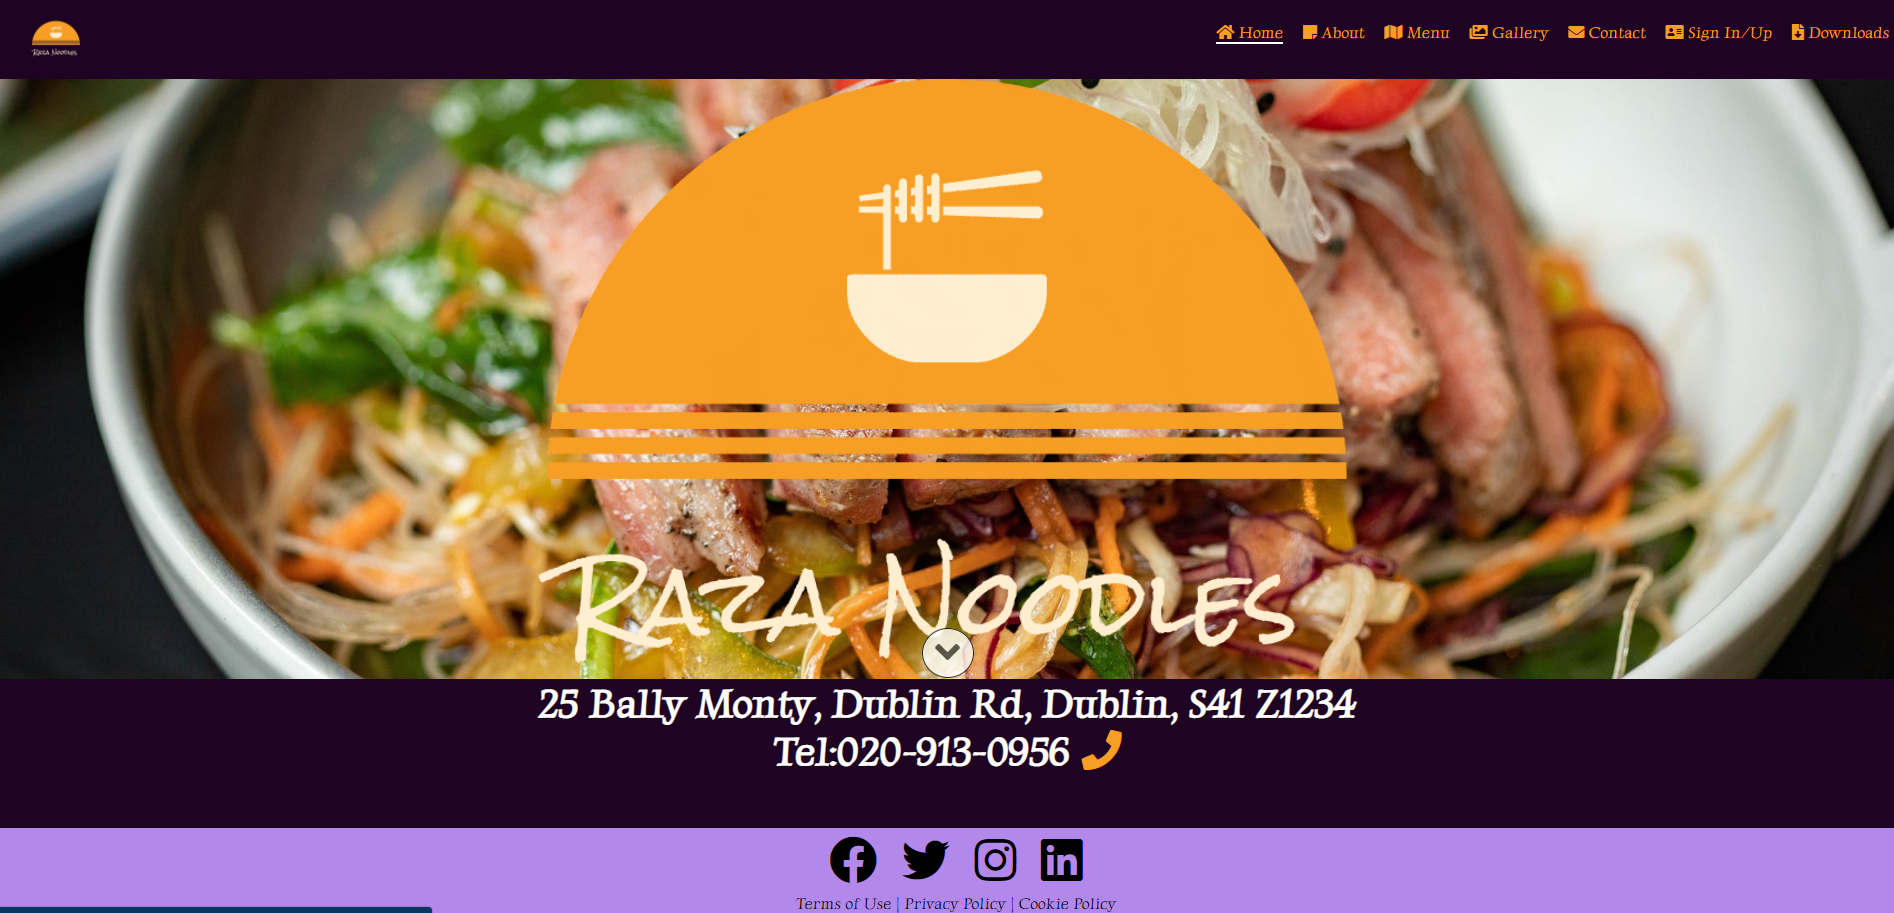 Raza Noodles
Home About Menu Gallery Contact Sign In/Up Downloads
Raza Noodles
25 Bally Monty, Dublin Rd, Dublin, S41 Z1234
Tel:020-913-0956
Terms of Use | Privacy Policy | Cookie Policy